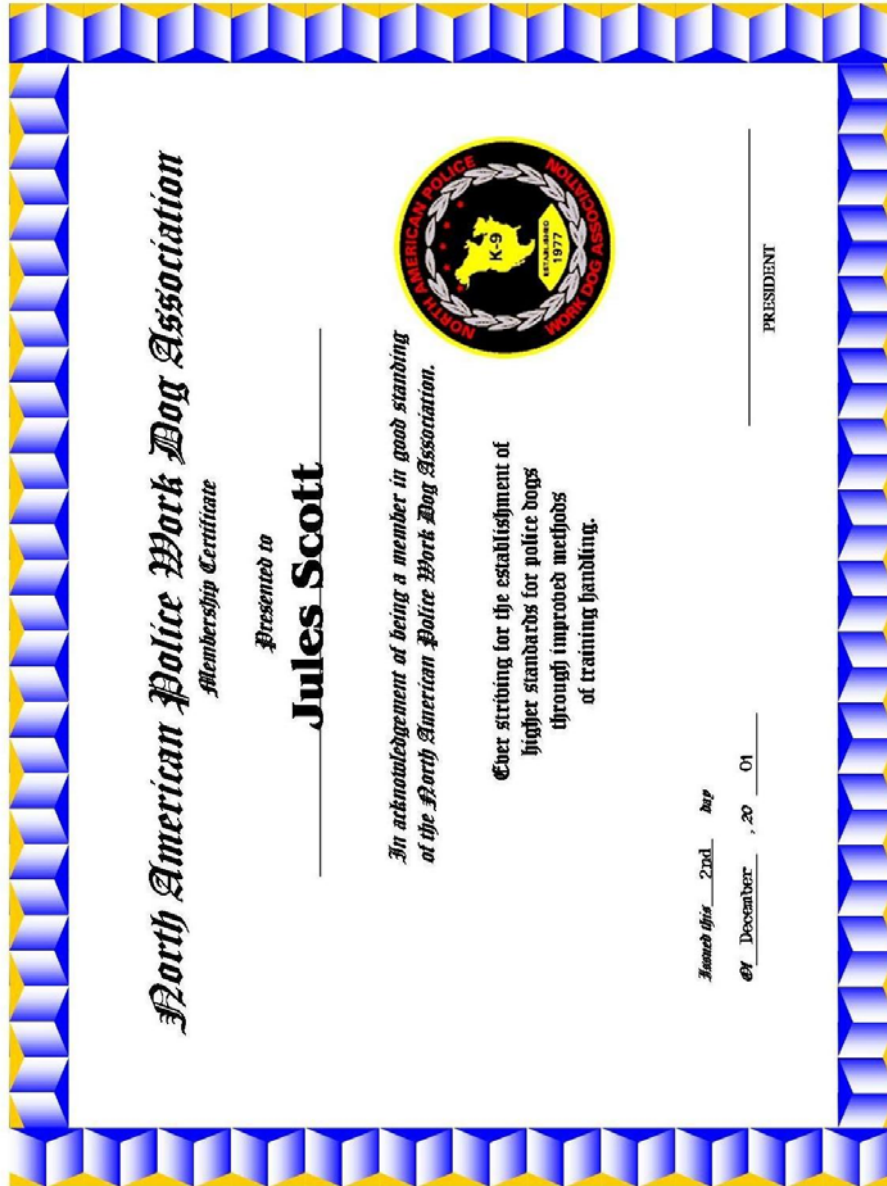 North American Police Work Dog Association
Membership Certificate
Presented to
Jules Scott
In acknowledgement of being a member in good standing
of the North American Police Work Dog Association.
NORTH AMERICAN POLICE
WORK DOG ASSOCIATION
K-9
ESTABLISHED
1977
Ever striving for the establishment of
higher standards for police dogs
through improved methods
of training handling.
Issued this 2nd day
Of December , 20 01
PRESIDENT